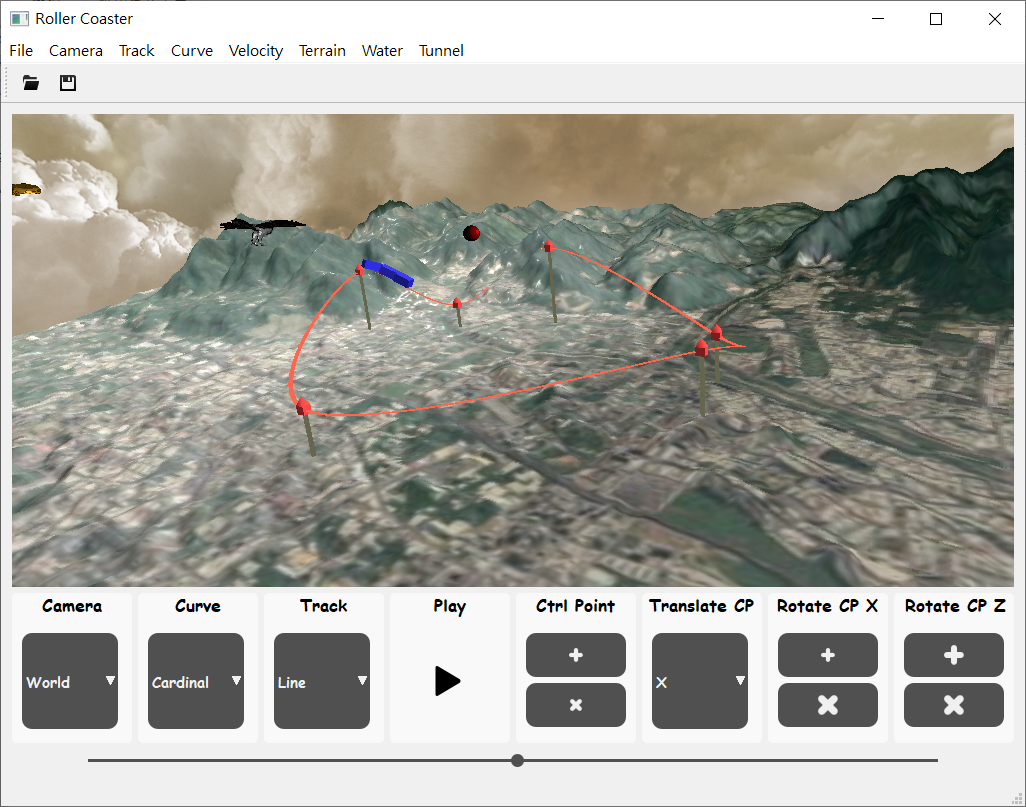 Roller Coaster
File Camera Track Curve Velocity Terrain Water Tunnel
Camera Curve Track Play Ctrl Point Translate CP Rotate CP X Rotate CP Z
World Cardinal Line X